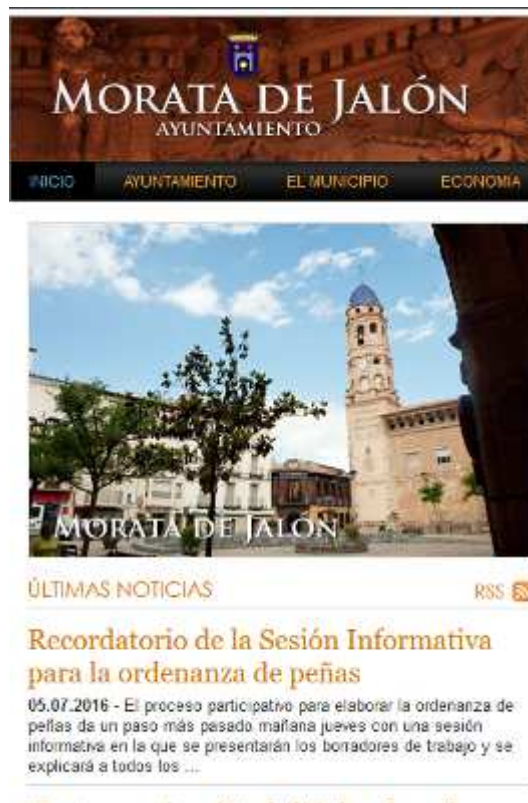 MORATA DE JALÓN
AYUNTAMIENTO
INICIO AYUNTAMIENTO EL MUNICIPIO ECONOMIA
MORATA DE JALÓN
ÚLTIMAS NOTICIAS RSS
Recordatorio de la Sesión Informativa
para la ordenanza de peñas
05.07.2016 - El proceso participativo para elaborar la ordenanza de
peñas da un paso más pasado mañana jueves con una sesión
informativa en la que se presentarán los borradores de trabajo y se
explicará a todos los ...